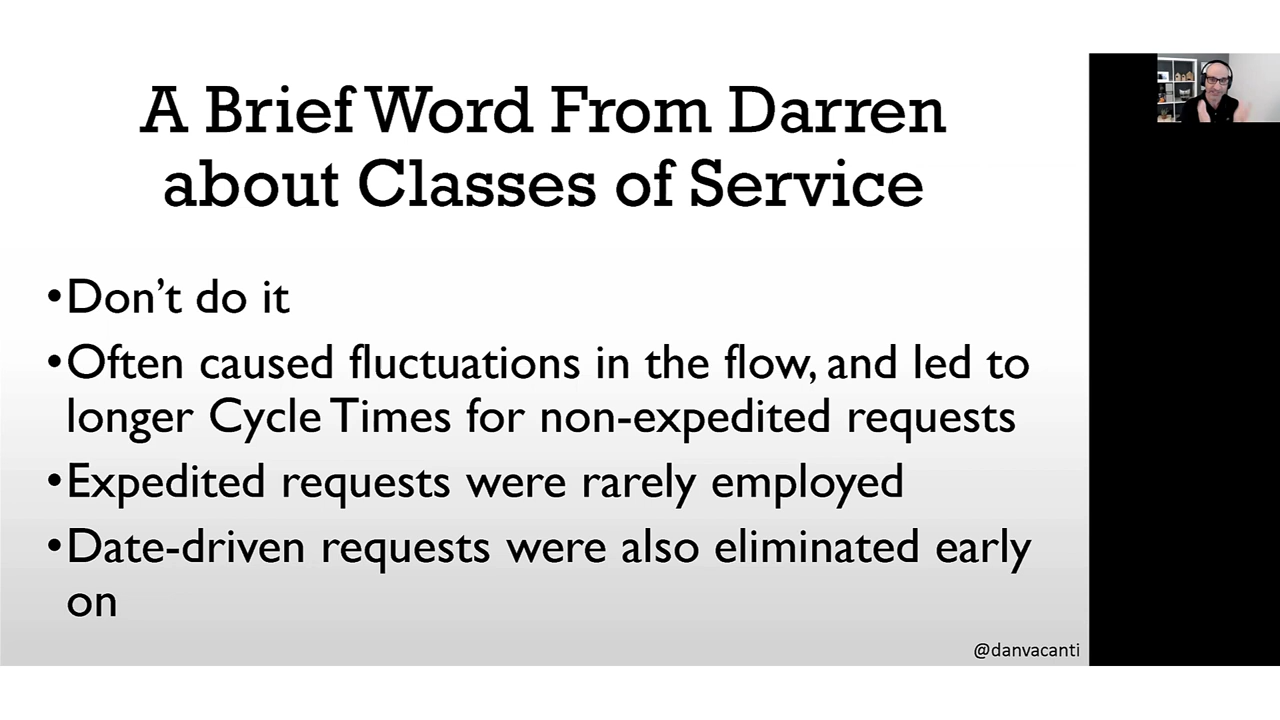 A Brief Word From Darren
about Classes of Service
•Don’t do it
•Often caused fluctuations in the flow, and led to
longer Cycle Times for non-expedited requests
•Expedited requests were rarely employed
•Date-driven requests were also eliminated early
on
@danvacanti